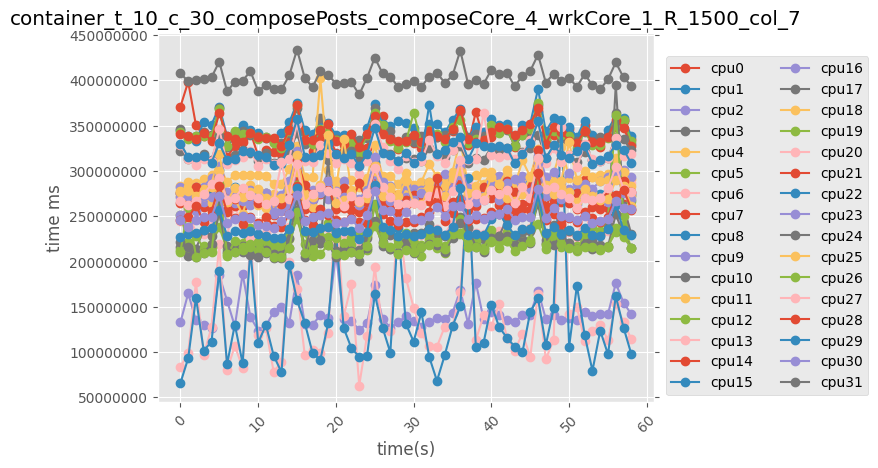 container_t_10_c_30_composePosts_composeCore_4_wrkCore_1_R_1500_col_7
450000000
400000000
350000000
300000000
250000000
200000000
150000000
100000000
50000000
time ms
0
10
20
30
40
50
60
time(s)
cpu0
cpu1
cpu2
cpu3
cpu4
cpu5
cpu6
cpu7
cpu8
cpu9
cpu10
cpu11
cpu12
cpu13
cpu14
cpu15
cpu16
cpu17
cpu18
cpu19
cpu20
cpu21
cpu22
cpu23
cpu24
cpu25
cpu26
cpu27
cpu28
cpu29
cpu30
cpu31